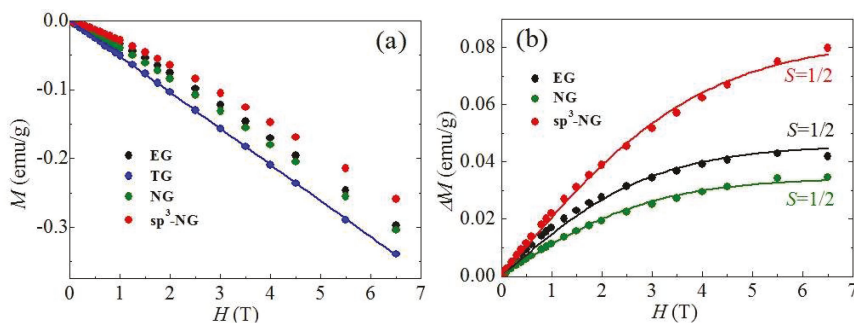 (a)
M (emu/g)
0.0
-0.1
-0.2
-0.3
EG
TG
NG
sp³-NG
0 1 2 3 4 5 6 7
H (T)
(b)
ΔM (emu/g)
0.08
0.06
0.04
0.02
0.00
EG
NG
sp³-NG
S=1/2
S=1/2
S=1/2
0 1 2 3 4 5 6 7
H (T)